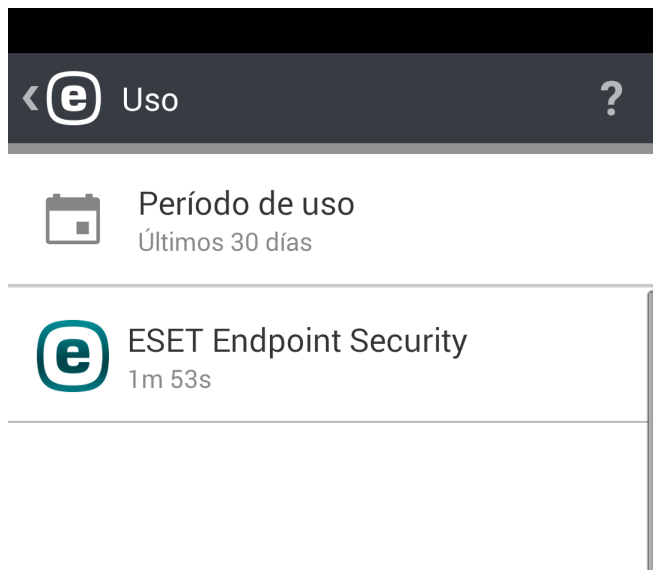 e Uso ?
Período de uso
Últimos 30 días
e ESET Endpoint Security
1m 53s